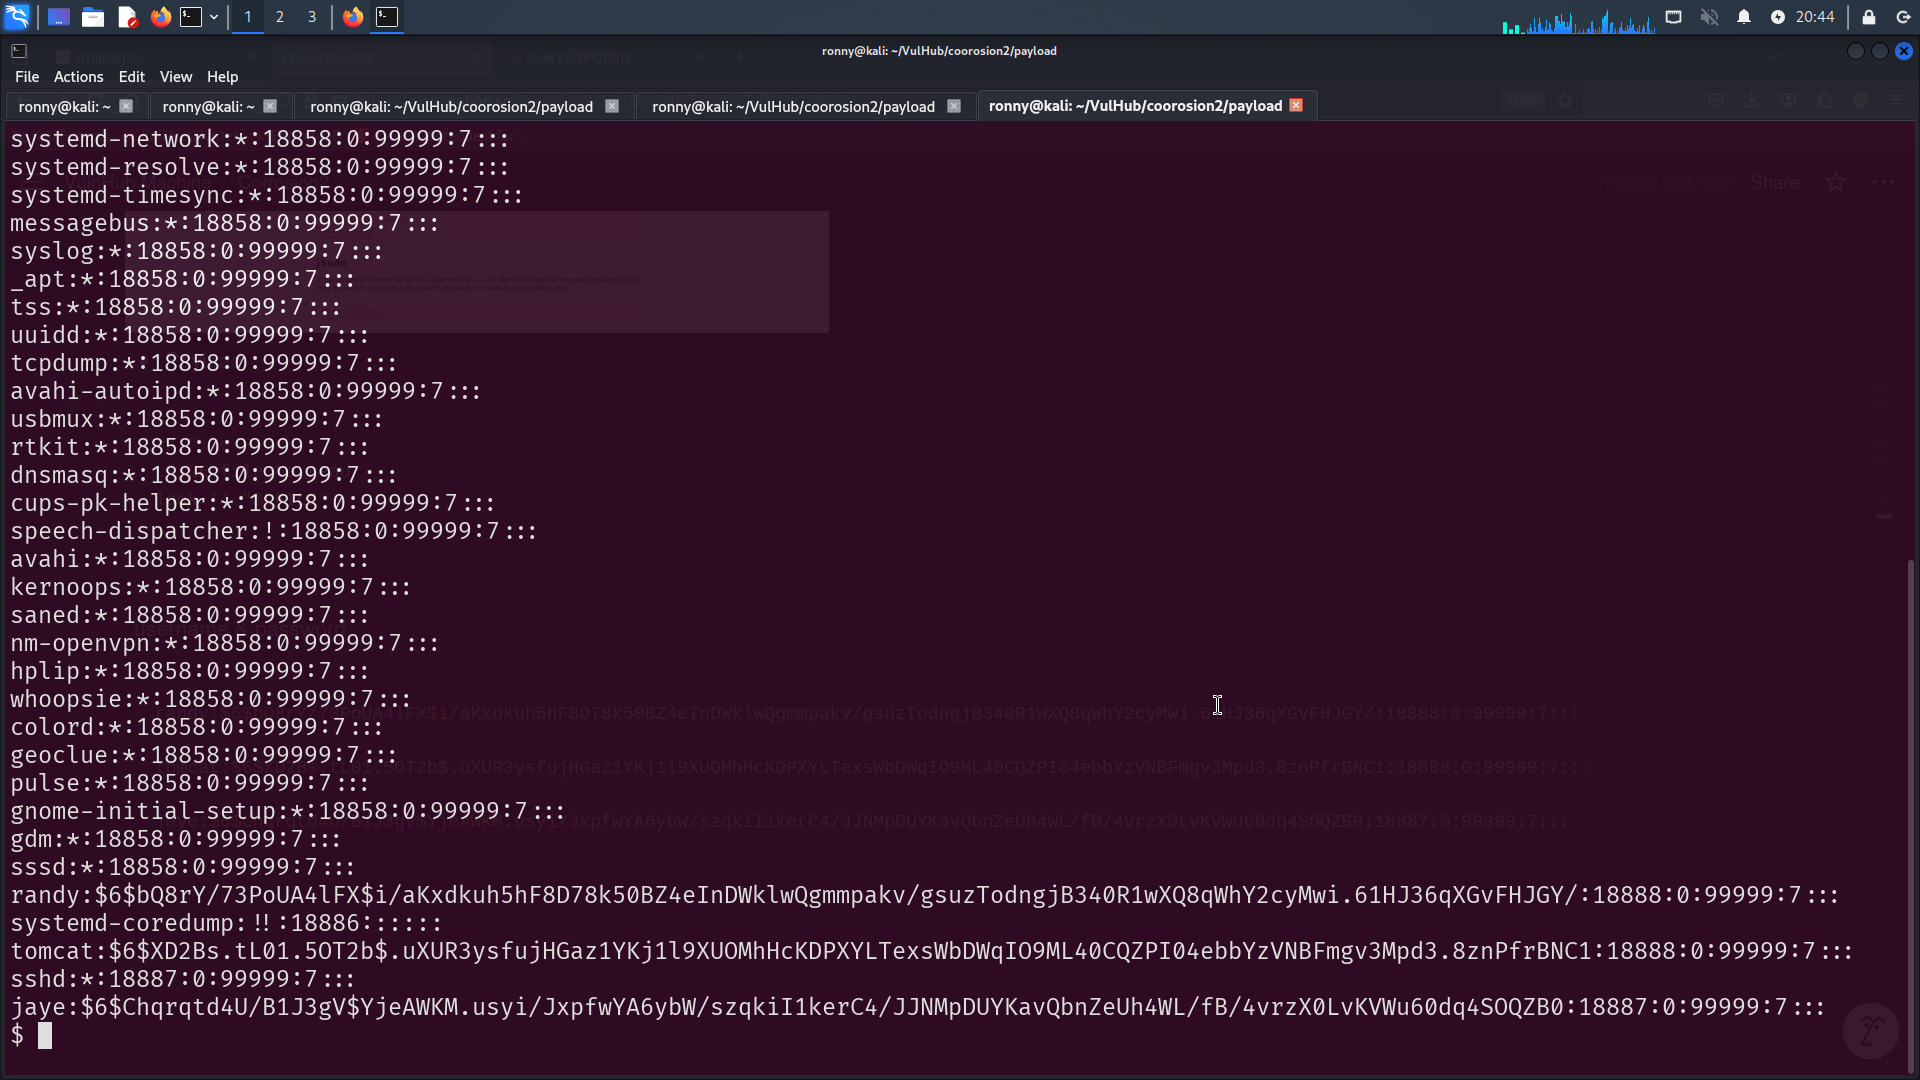 1 2 3 20:44
ronny@kali: ~/VulHub/coorosion2/payload
File Actions Edit View Help
ronny@kali: ~ ronny@kali: ~ ronny@kali: ~/VulHub/coorosion2/payload ronny@kali: ~/VulHub/coorosion2/payload ronny@kali: ~/VulHub/coorosion2/payload
systemd-network:*:18858:0:99999:7:::
systemd-resolve:*:18858:0:99999:7:::
systemd-timesync:*:18858:0:99999:7:::
messagebus:*:18858:0:99999:7:::
syslog:*:18858:0:99999:7:::
_apt:*:18858:0:99999:7:::
tss:*:18858:0:99999:7:::
uuidd:*:18858:0:99999:7:::
tcpdump:*:18858:0:99999:7:::
avahi-autoipd:*:18858:0:99999:7:::
usbmux:*:18858:0:99999:7:::
rtkit:*:18858:0:99999:7:::
dnsmasq:*:18858:0:99999:7:::
cups-pk-helper:*:18858:0:99999:7:::
speech-dispatcher:!:18858:0:99999:7:::
avahi:*:18858:0:99999:7:::
kernoops:*:18858:0:99999:7:::
saned:*:18858:0:99999:7:::
nm-openvpn:*:18858:0:99999:7:::
hplip:*:18858:0:99999:7:::
whoopsie:*:18858:0:99999:7:::
colord:*:18858:0:99999:7:::
geoclue:*:18858:0:99999:7:::
pulse:*:18858:0:99999:7:::
gnome-initial-setup:*:18858:0:99999:7:::
gdm:*:18858:0:99999:7:::
sssd:*:18858:0:99999:7:::
randy:$6$bQ8rY/73PoUA4lFX$i/aKxdkuh5hF8D78k50BZ4eInDWklwQgmmpakv/gsuzTodngjB340R1wXQ8qWhY2cyMwi.61HJ36qXGvFHJGY/:18888:0:99999:7:::
systemd-coredump:!!:18886::::::
tomcat:$6$XD2Bs.tL01.5OT2b$.uXUR3ysfujHGaz1YKj1l9XUOMhHcKDPXYLTexsWbDWqIO9ML40CQZPI04ebbYzVNBFmgv3Mpd3.8znPfrBNC1:18888:0:99999:7:::
sshd:*:18887:0:99999:7:::
jaye:$6$Chqrqtd4U/B1J3gV$YjeAWKM.usyi/JxpfwYA6ybW/szqkiI1kerC4/JJNMpDUYKavQbnZeUh4WL/fB/4vrzX0LvKVWu60dq4SOQZB0:18887:0:99999:7:::
$